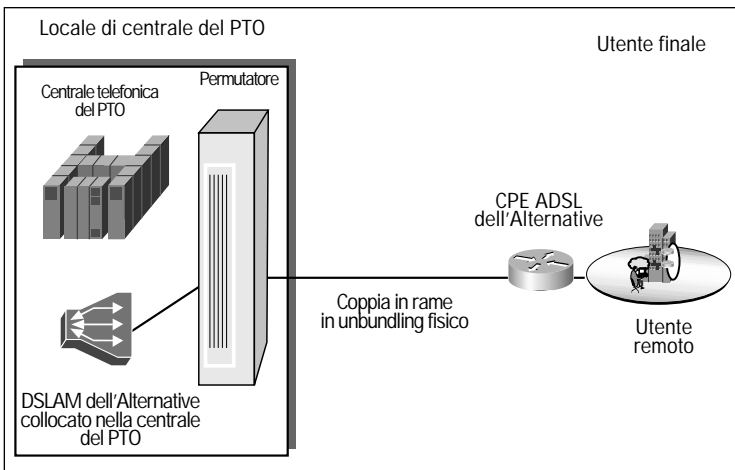 Locale di centrale del PTO
Utente finale
Centrale telefonica
del PTO
Permutatore
CPE ADSL
dell'Alternative
Coppia in rame
in unbundling fisico
Utente
remoto
DSLAM dell'Alternative
collocato nella centrale
del PTO